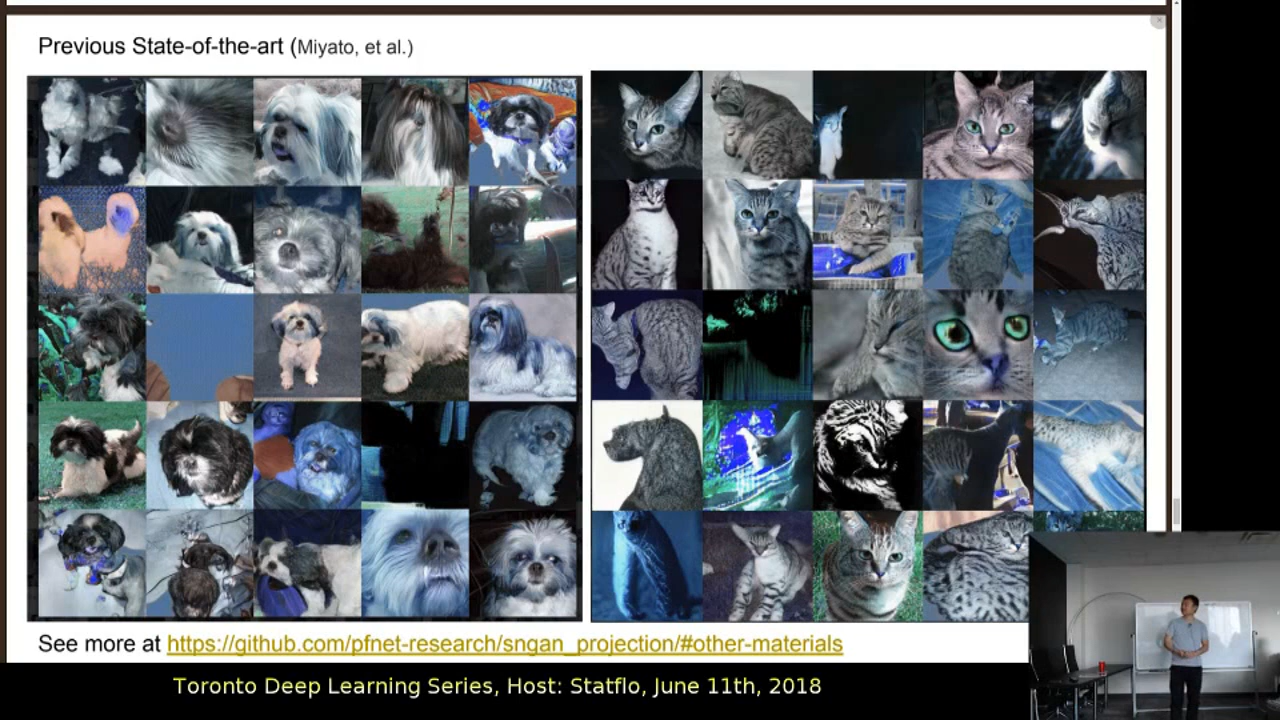 Previous State-of-the-art (Miyato, et al.)
See more at https://github.com/pfnet-research/sngan_projection/#other-materials
Toronto Deep Learning Series, Host: Statflo, June 11th, 2018